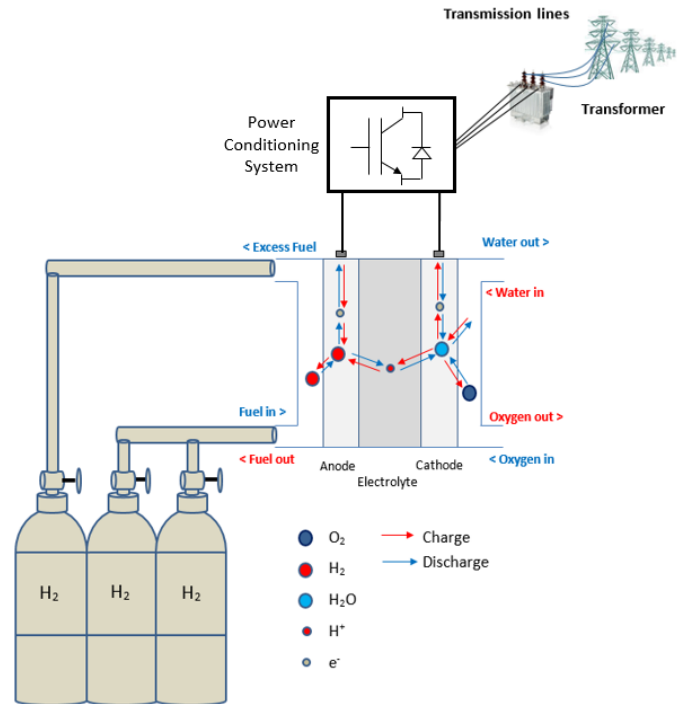 Transmission lines
Transformer
Power
Conditioning
System
< Excess Fuel
Water out >
< Water in
Fuel in >
Oxygen out >
< Fuel out
< Oxygen in
Anode
Cathode
Electrolyte
O₂
Charge
H₂
Discharge
H₂O
H⁺
e⁻
H₂
H₂
H₂